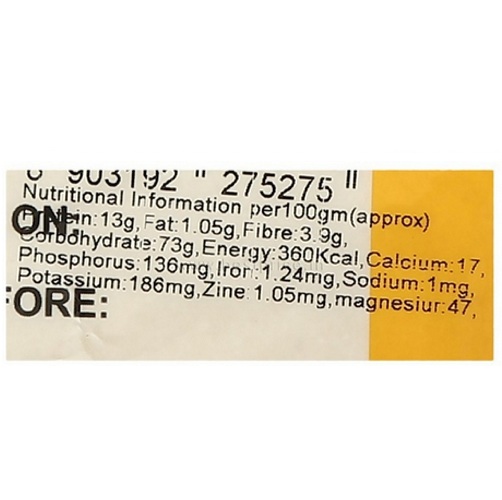 903192 " 275275 "
Nutritional Information per100gm(approx)
ON:
Protein:13g,Fat:1.05g,Fibre:3.9g,
Corbohydrate:73g,Energy:360Kcal,Calcium:17,
Phosphorus:136mg,Iron:1.24mg,Sodium:1mg,
Potassium:186mg,Zine:1.05mg,magnesiur:47,
FORE: